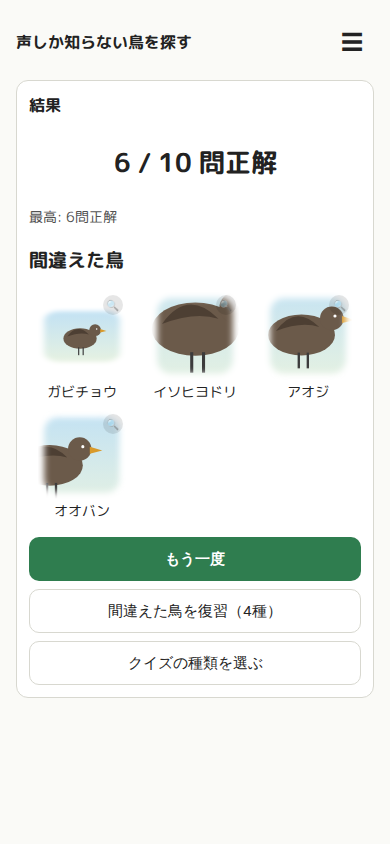 声しか知らない鳥を探す
結果
6 / 10 問正解
最高: 6問正解
間違えた鳥
ガビチョウ
イソヒヨドリ
アオジ
オオバン
もう一度
間違えた鳥を復習（4種）
クイズの種類を選ぶ